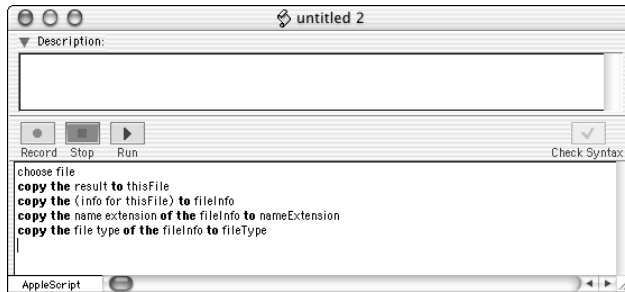 untitled 2
Description:
Record Stop Run
Check Syntax
choose file
copy the result to thisFile
copy the (info for thisFile) to fileInfo
copy the name extension of the fileInfo to nameExtension
copy the file type of the fileInfo to fileType
AppleScript